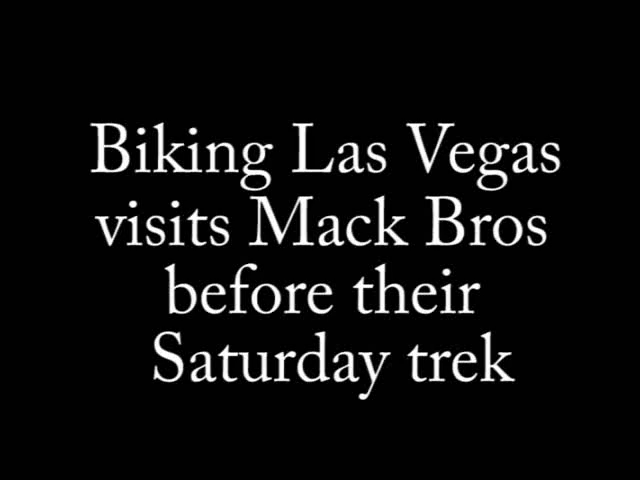 Biking Las Vegas
visits Mack Bros
before their
Saturday trek